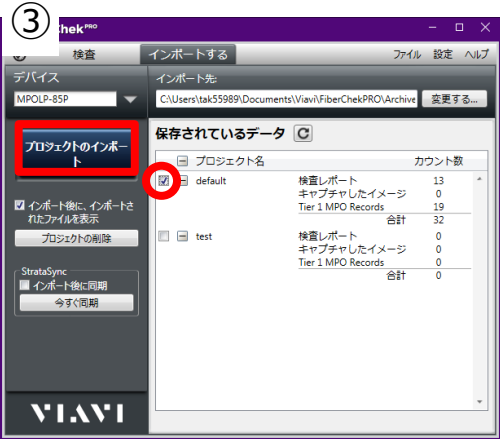 ③
hekPRO
検査
インポートする
ファイル 設定 ヘルプ
デバイス
MPOLP-85P
インポート先:
C:\Users\tak55989\Documents\Viavi\FiberChekPRO\Archive
変更する...
プロジェクトのインポー
ト
インポート後に、インポートさ
れたファイルを表示
プロジェクトの削除
StrataSync
インポート後に同期
今すぐ同期
VIAVI
保存されているデータ
プロジェクト名 カウント数
default 検査レポート 13
キャプチャしたイメージ 0
Tier 1 MPO Records 19
合計 32
test 検査レポート 0
キャプチャしたイメージ 0
Tier 1 MPO Records 0
合計 0